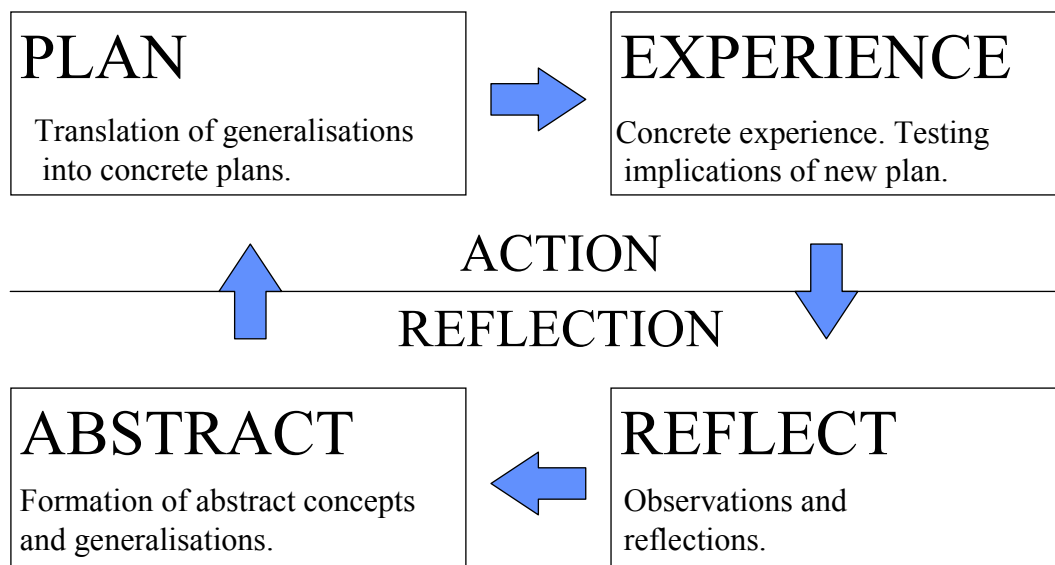 PLAN
Translation of generalisations
into concrete plans.
EXPERIENCE
Concrete experience. Testing
implications of new plan.
ACTION
REFLECTION
ABSTRACT
Formation of abstract concepts
and generalisations.
REFLECT
Observations and
reflections.